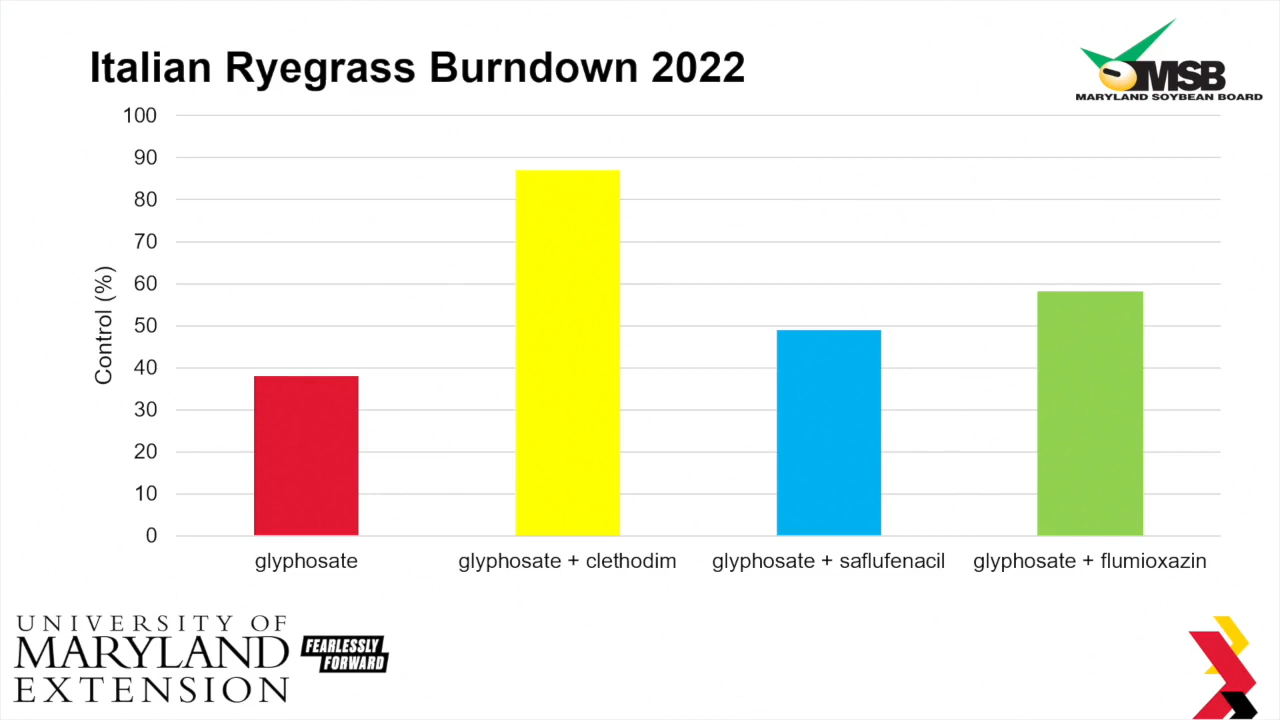 Italian Ryegrass Burndown 2022
MSB
MARYLAND SOYBEAN BOARD
100
90
80
70
60
50
40
30
20
10
0
Control (%)
glyphosate
glyphosate + clethodim
glyphosate + saflufenacil
glyphosate + flumioxazin
UNIVERSITY OF
MARYLAND
EXTENSION
FEARLESSLY
FORWARD